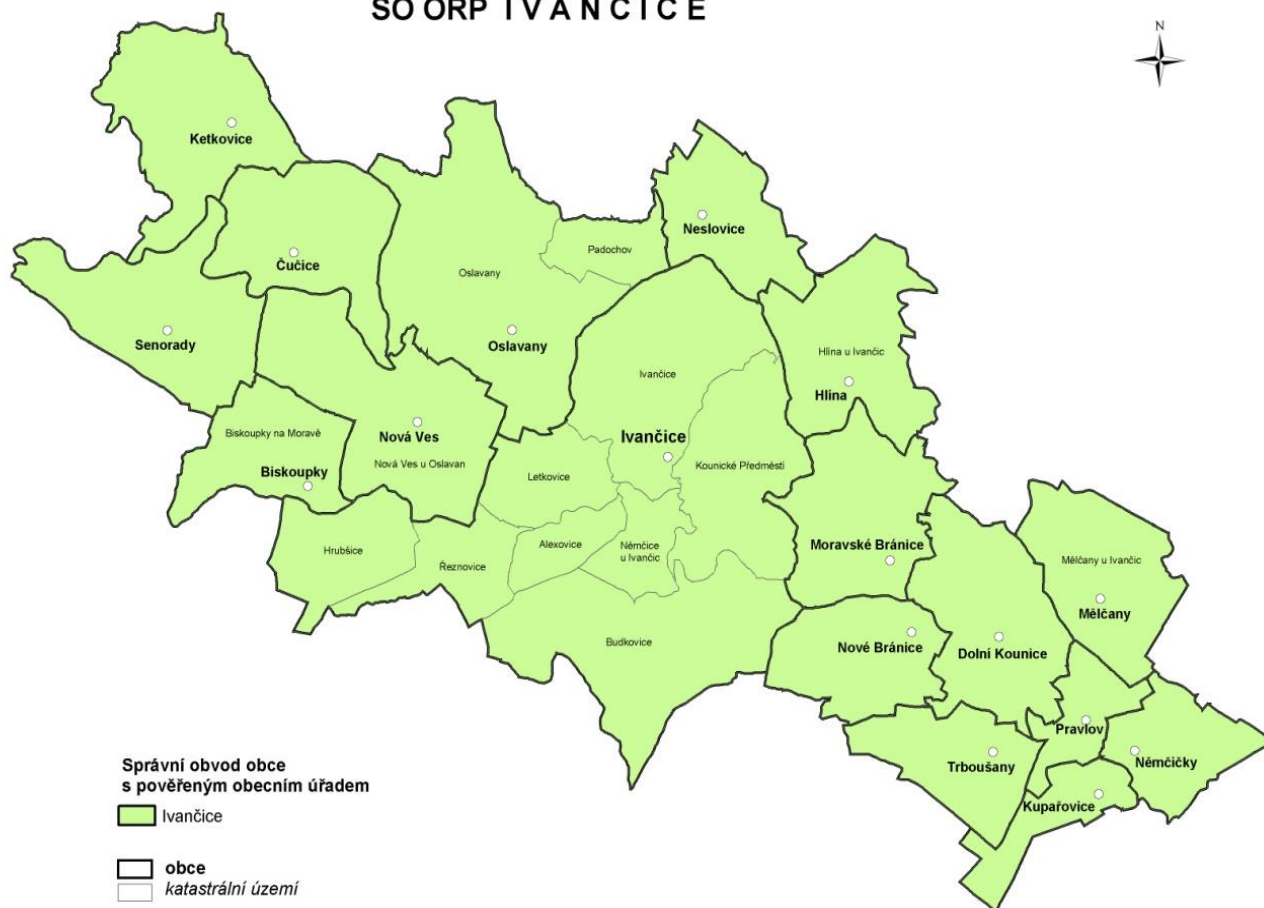 SO ORP I V A N Č I C E
N
Ketkovice
Neslovice
Padochov
Čučice
Oslavany
Senorady
Oslavany
Hlína u Ivančic
Ivančice
Hlína
Biskoupky na Moravě
Nová Ves
Ivančice
Nová Ves u Oslavan
Kounické Předměstí
Biskoupky
Letkovice
Hrubšice
Řeznovice
Alexovice
Němčice
u Ivančic
Moravské Bránice
Mělčany u Ivančic
Mělčany
Budkovice
Nové Bránice
Dolní Kounice
Pravlov
Trboušany
Němčičky
Kupařovice
Správní obvod obce
s pověřeným obecním úřadem
Ivančice
obce
katastrální území